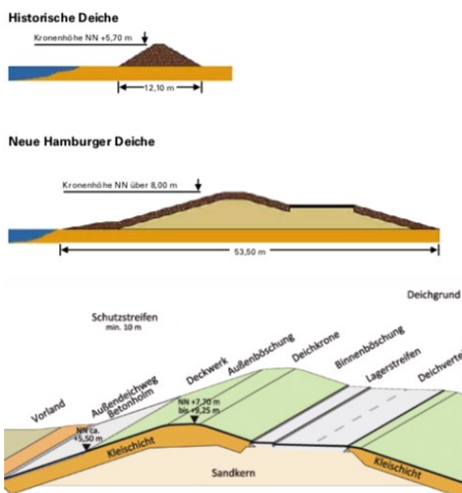 Historische Deiche
Kronenhöhe NN +5,70 m
12,10 m
Neue Hamburger Deiche
Kronenhöhe NN über 8,00 m
53,50 m
Deichgrund
Schutzstreifen
min. 10 m
Vorland
Außendeichweg
Betonholm
Deckwerk
Außenböschung
Deichkrone
Binnenböschung
Lagerstreifen
Deichverte
NN ca.
+5,50 m
NN +7,70 m
bis +9,25 m
Kleischicht
Sandkern
Kleischicht